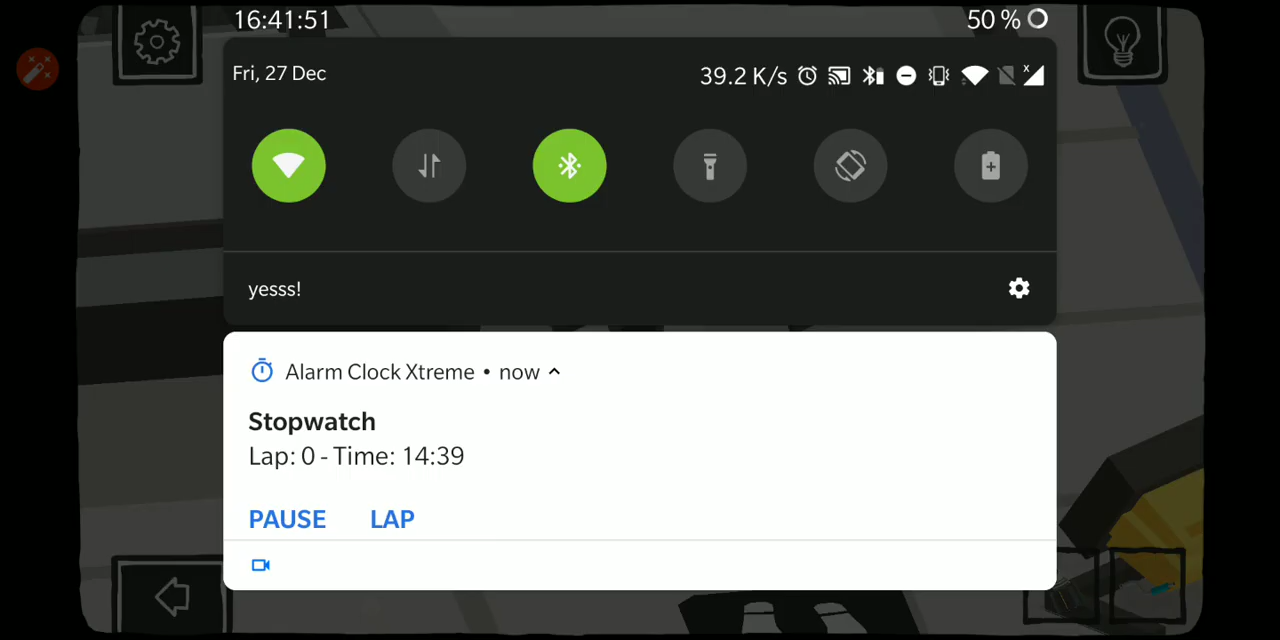 16:41:51
50 %
Fri, 27 Dec
39.2 K/s
yesss!
Alarm Clock Xtreme • now
Stopwatch
Lap: 0 - Time: 14:39
PAUSE LAP